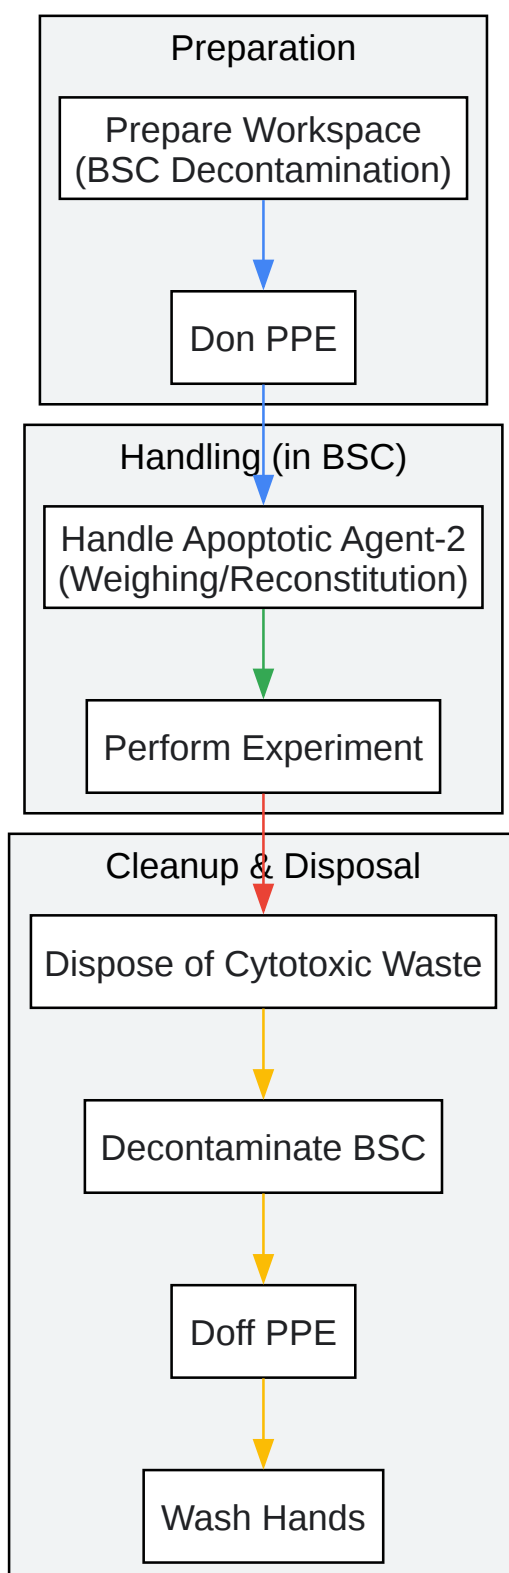 Preparation
Prepare Workspace
(BSC Decontamination)
Don PPE
Handling (in BSC)
Handle Apoptotic Agent-2
(Weighing/Reconstitution)
Perform Experiment
Cleanup & Disposal
Dispose of Cytotoxic Waste
Decontaminate BSC
Doff PPE
Wash Hands